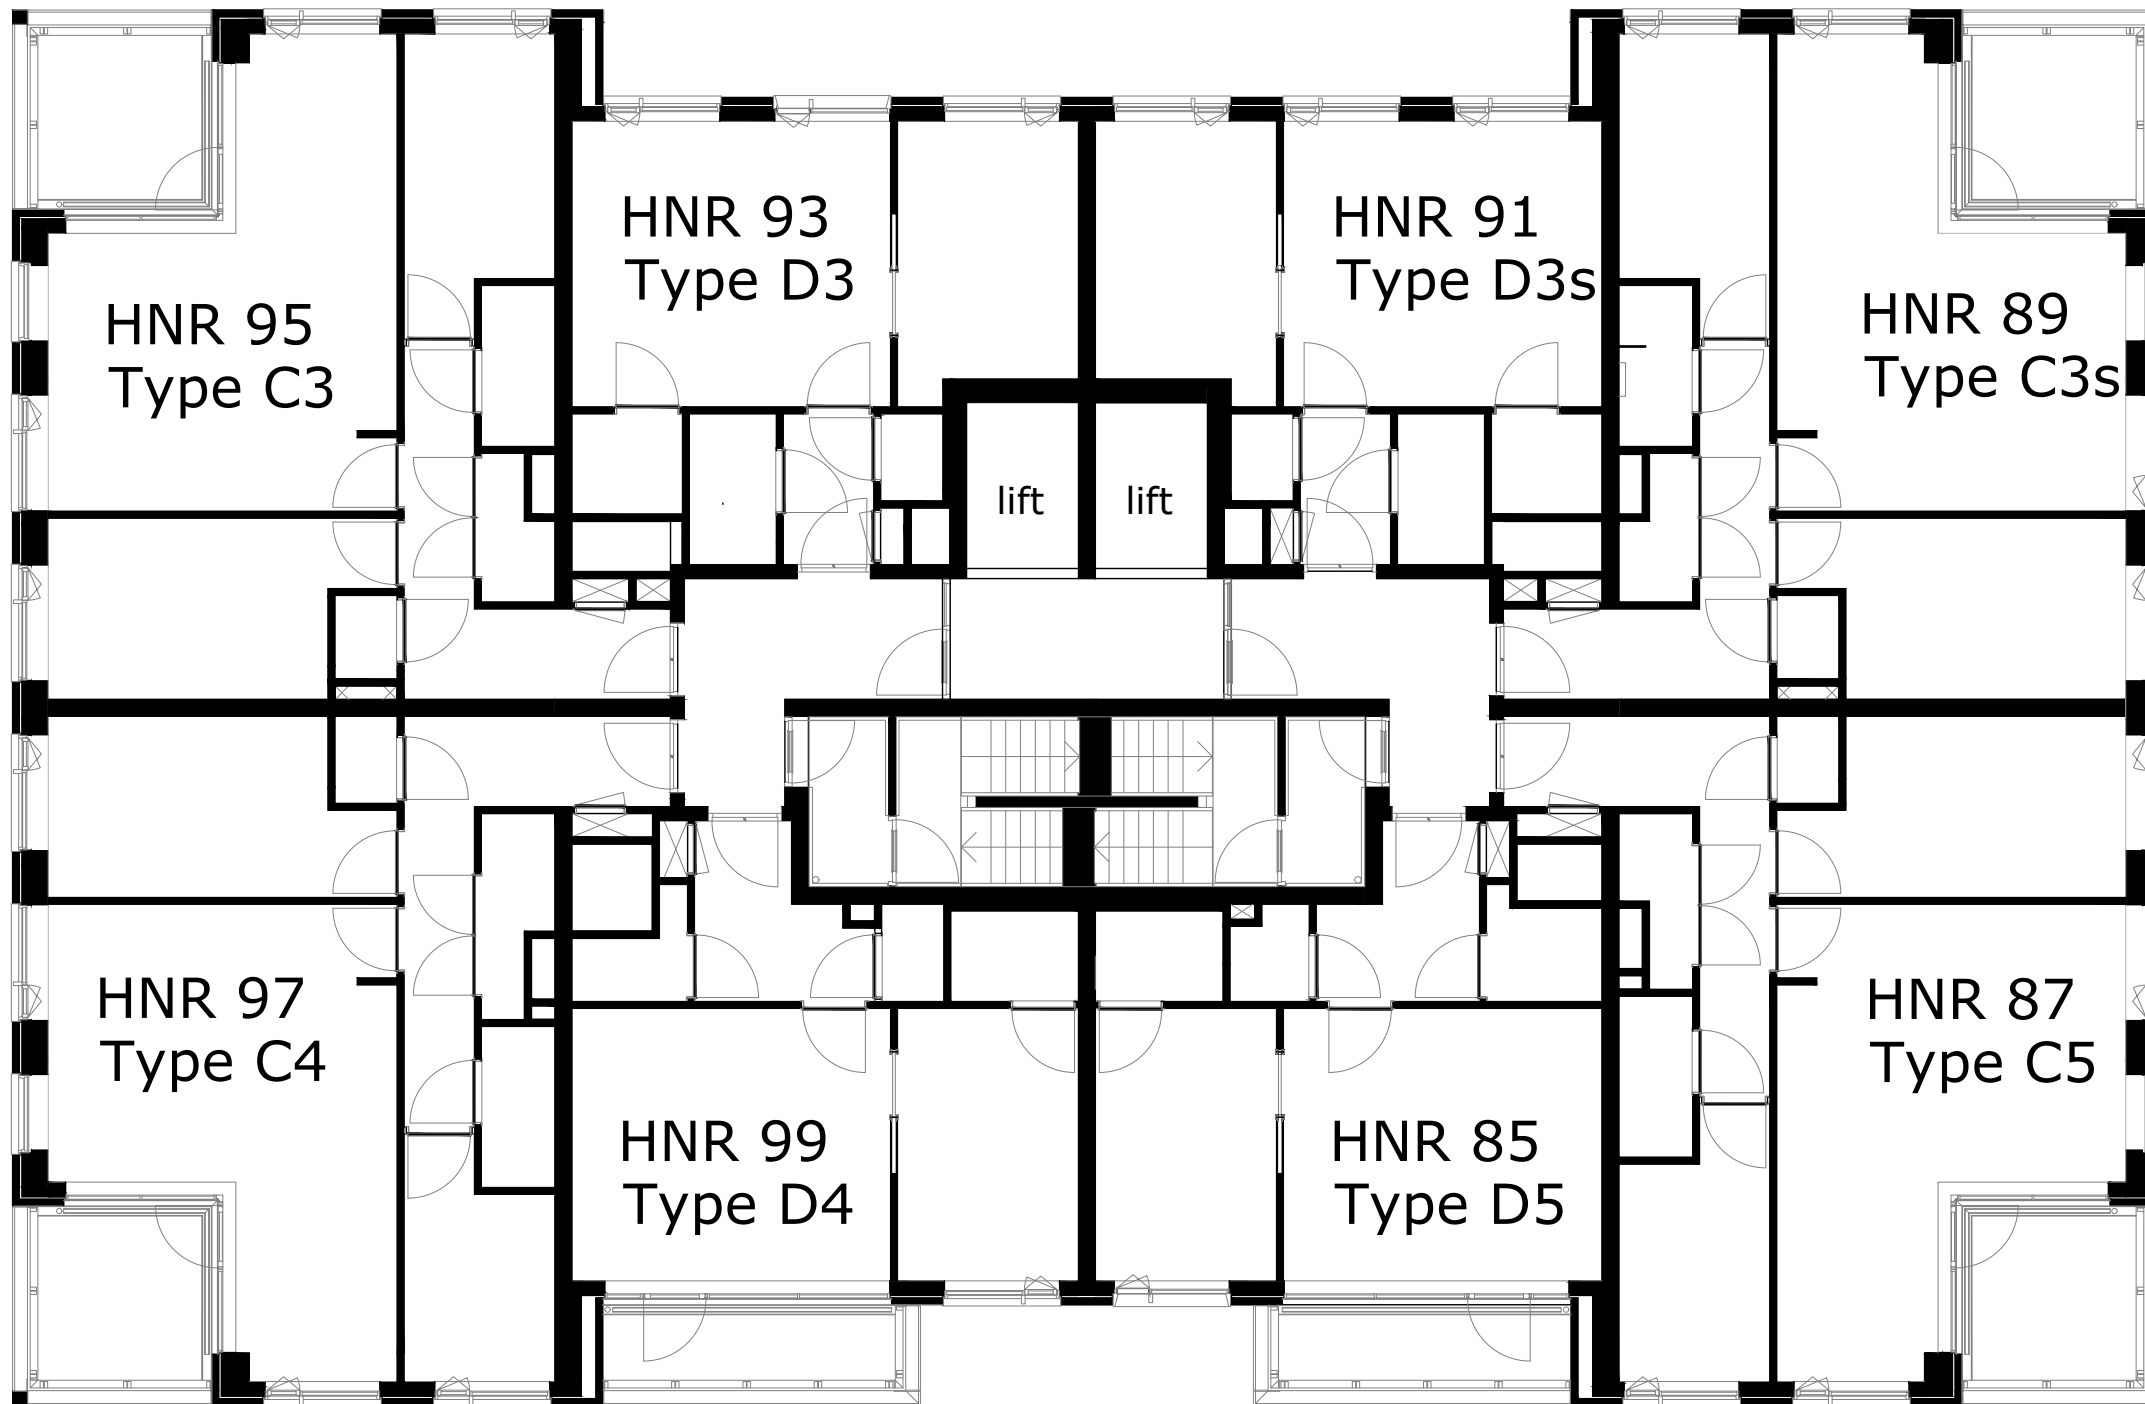 HNR 93
Type D3
HNR 91
Type D3s
HNR 95
Type C3
HNR 89
Type C3s
lift
lift
HNR 97
Type C4
HNR 87
Type C5
HNR 99
Type D4
HNR 85
Type D5